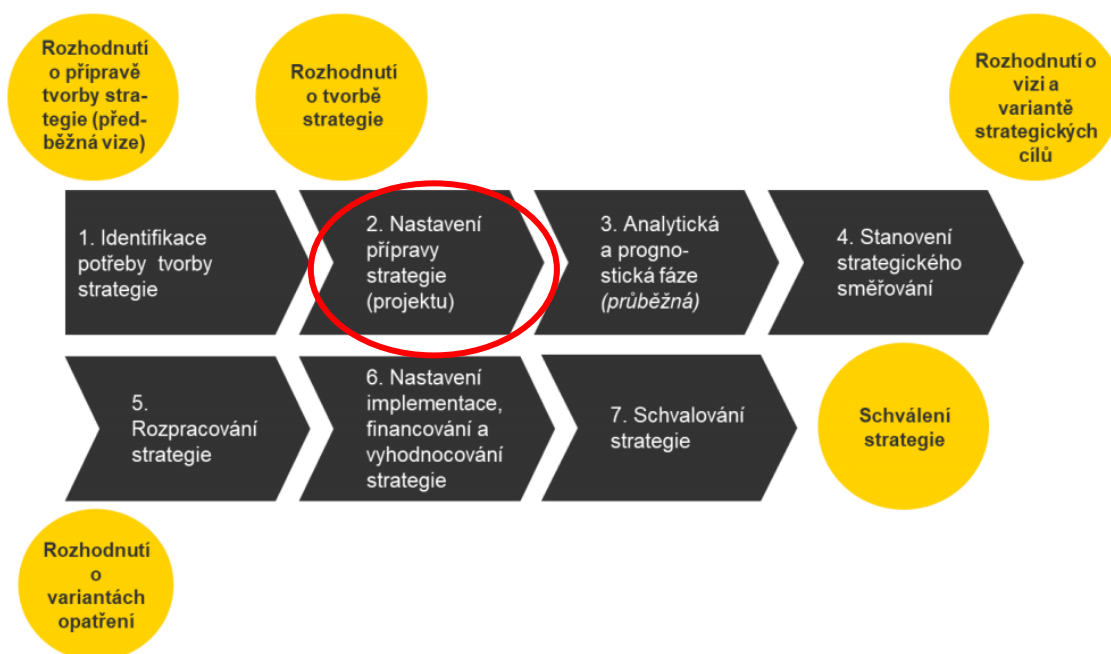 Rozhodnutí
o přípravě
tvorby stra-
tegie (před-
běžná vize)
Rozhodnutí
o tvorbě
strategie
Rozhodnutí o
vizi a
variantě
strategických
cílů
1. Identifikace
potřeby tvorby
strategie
2. Nastavení
přípravy
strategie
(projektu)
3. Analytická
a progno-
stická fáze
(průběžná)
4. Stanovení
strategického
směřování
5.
Rozpracování
strategie
6. Nastavení
implementace,
financování a
vyhodnocování
strategie
7. Schvalování
strategie
Schválení
strategie
Rozhodnutí
o
variantách
opatření